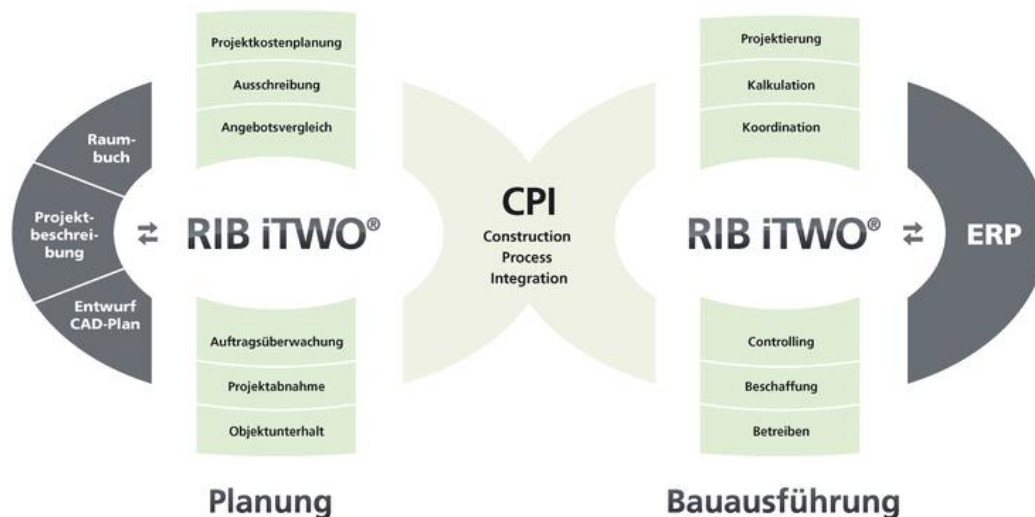 Projektkostenplanung
Ausschreibung
Angebotsvergleich
Raum-
buch
Projekt-
beschrei-
bung
Entwurf
CAD-Plan
RIB iTWO®
Auftragsüberwachung
Projektabnahme
Objektunterhalt
Planung
CPI
Construction
Process
Integration
Projektierung
Kalkulation
Koordination
RIB iTWO®
ERP
Controlling
Beschaffung
Betreiben
Bauausführung